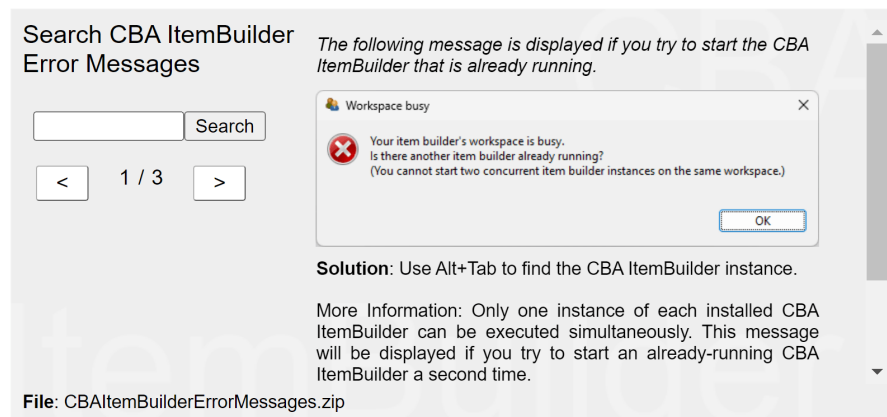 Search CBA ItemBuilder
Error Messages
Search
< 1 / 3 >
The following message is displayed if you try to start the CBA
ItemBuilder that is already running.
Workspace busy
Your item builder's workspace is busy.
Is there another item builder already running?
(You cannot start two concurrent item builder instances on the same workspace.)
OK
Solution: Use Alt+Tab to find the CBA ItemBuilder instance.
More Information: Only one instance of each installed CBA
ItemBuilder can be executed simultaneously. This message
will be displayed if you try to start an already-running CBA
ItemBuilder a second time.
File: CBAItemBuilderErrorMessages.zip
CBA
ItemBuilder